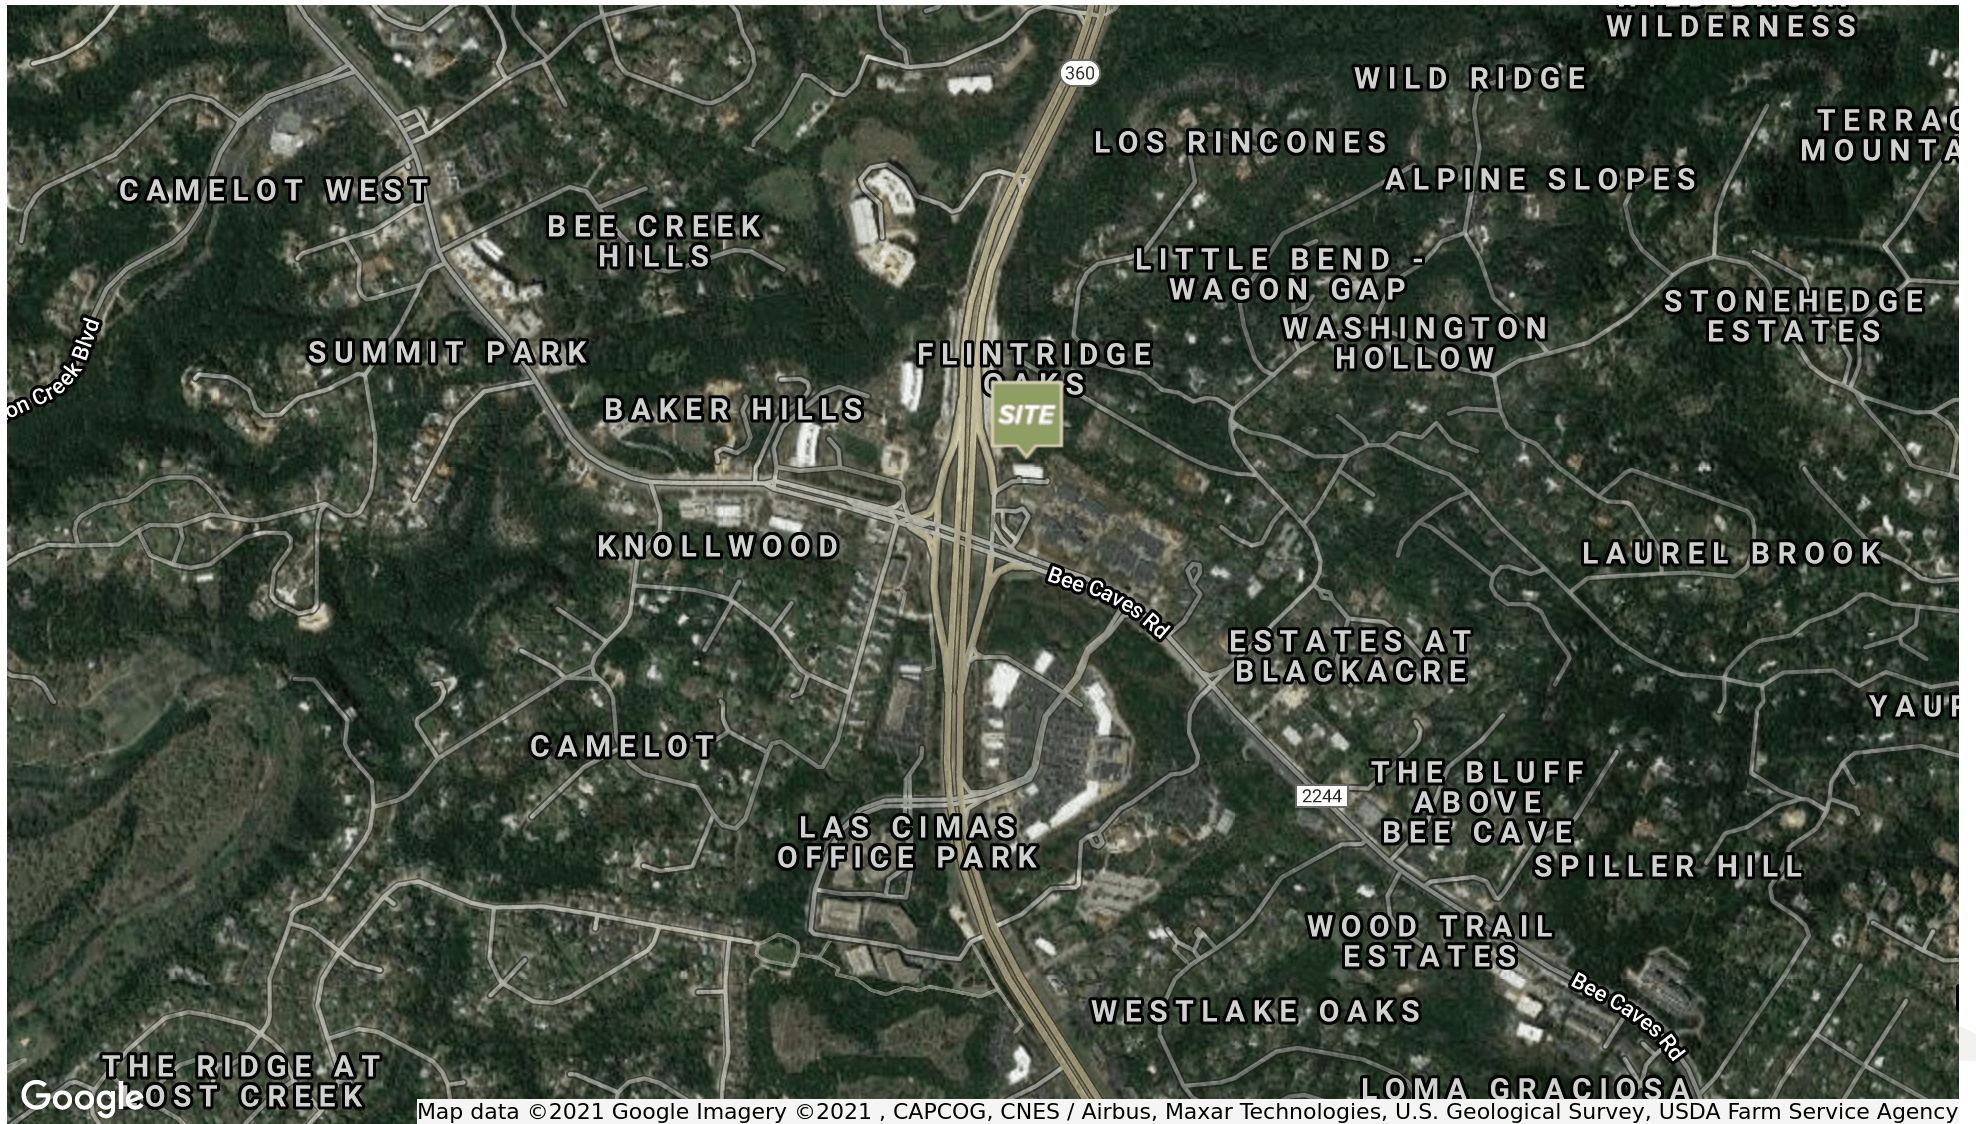 WILDERNESS
360
WILD RIDGE
LOS RINCONES
ALPINE SLOPES
CAMELOT WEST
BEE CREEK
HILLS
LITTLE BEND -
WAGON GAP
WASHINGTON
HOLLOW
STONEHEDGE
ESTATES
on Creek Blvd
SUMMIT PARK
FLINTRIDGE
OAKS
SITE
BAKER HILLS
KNOLLWOOD
LAUREL BROOK
Bee Caves Rd
ESTATES AT
BLACKACRE
CAMELOT
THE BLUFF
ABOVE
BEE CAVE
2244
LAS CIMAS
OFFICE PARK
SPILLER HILL
WOOD TRAIL
ESTATES
Bee Caves Rd
WESTLAKE OAKS
THE RIDGE AT
OST CREEK
LOMA GRACIOSA
Google
Map data ©2021 Google Imagery ©2021 , CAPCOG, CNES / Airbus, Maxar Technologies, U.S. Geological Survey, USDA Farm Service Agency